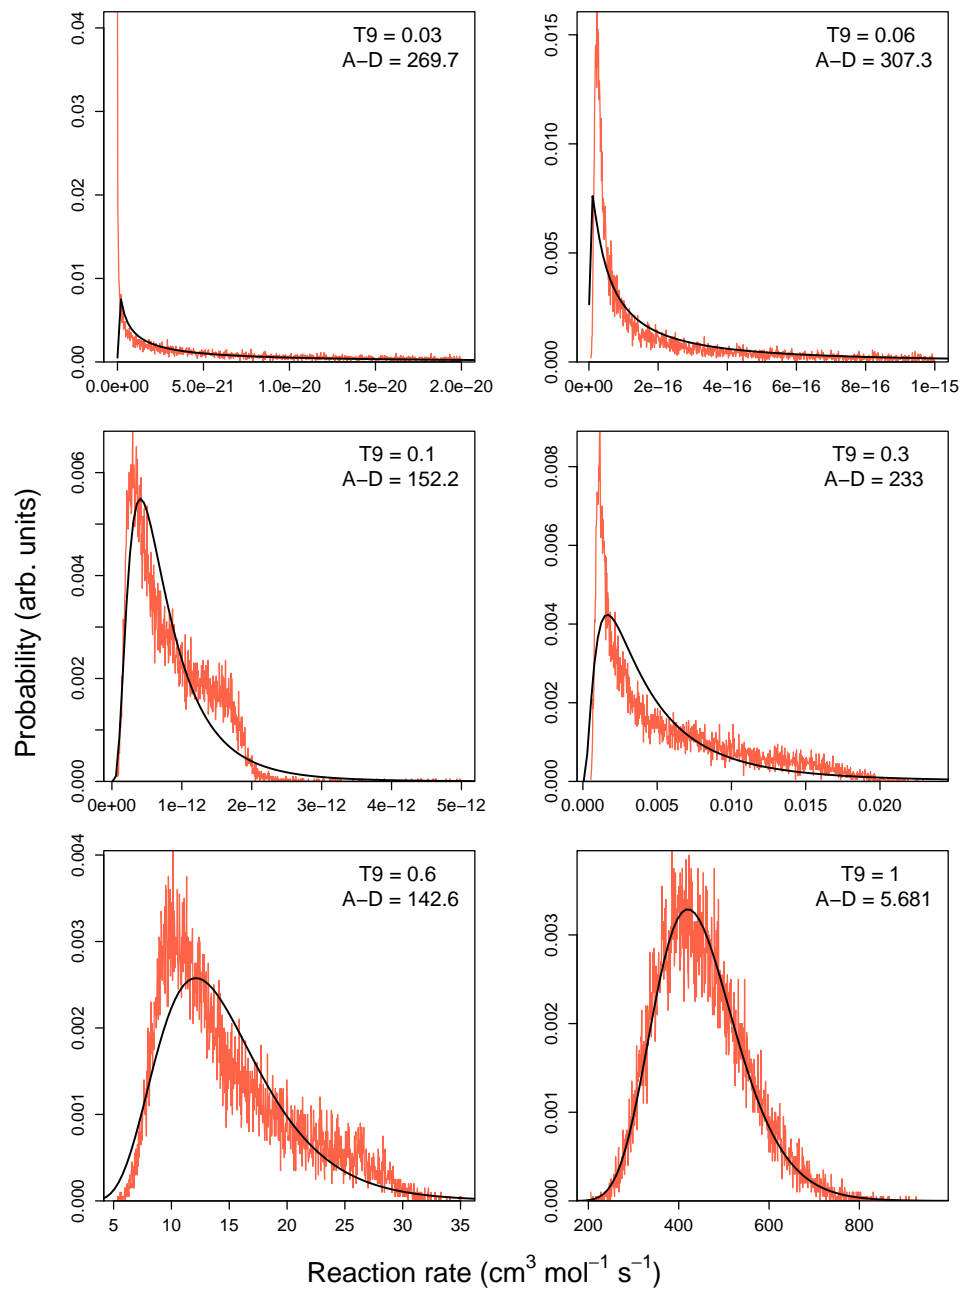 T9 = 0.03
A−D = 269.7
0.00
0.01
0.02
0.03
0.04
0.0e+00
5.0e−21
1.0e−20
1.5e−20
2.0e−20
T9 = 0.06
A−D = 307.3
0.000
0.005
0.010
0.015
0e+00
2e−16
4e−16
6e−16
8e−16
1e−15
T9 = 0.1
A−D = 152.2
0.000
0.002
0.004
0.006
0e+00
1e−12
2e−12
3e−12
4e−12
5e−12
T9 = 0.3
A−D = 233
0.000
0.002
0.004
0.006
0.008
0.000
0.005
0.010
0.015
0.020
T9 = 0.6
A−D = 142.6
0.000
0.001
0.002
0.003
0.004
5
10
15
20
25
30
35
T9 = 1
A−D = 5.681
0.000
0.001
0.002
0.003
200
400
600
800
Probability (arb. units)
Reaction rate (cm³ mol⁻¹ s⁻¹)